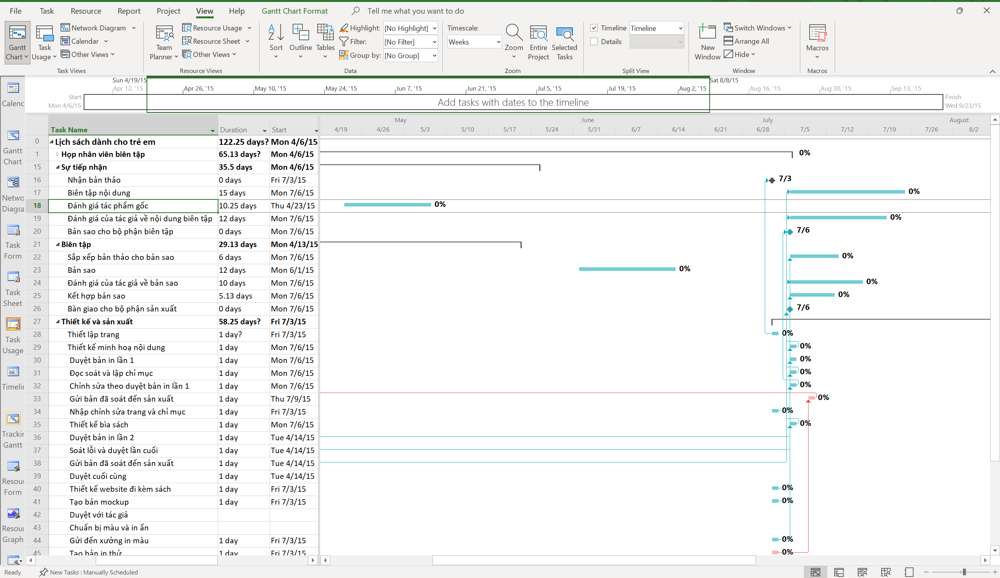 File Task Resource Report Project View Help Gantt Chart Format Tell me what you want to do
Gantt Chart
Task Usage
Network Diagram
Calendar
Other Views
Task Views
Team Planner
Resource Usage
Resource Sheet
Other Views
Resource Views
Sort
Outline
Tables
Highlight: [No Highlight]
Filter: [No Filter]
Group by: [No Group]
Data
Timescale:
Weeks
Zoom
Entire Project
Selected Tasks
Zoom
Timeline Timeline
Details
Split View
New Window
Switch Windows
Arrange All
Hide
Window
Macros
Macros
Sun 4/19/15 Sat 8/8/15
Apr 12, '15 Apr 26, '15 May 10, '15 May 24, '15 Jun 7, '15 Jun 21, '15 Jul 5, '15 Jul 19, '15 Aug 2, '15 Aug 16, '15 Aug 30, '15 Sep 13, '15
Start
Mon 4/6/15
Add tasks with dates to the timeline
Finish
Wed 9/23/15
Calenc
Gantt
Chart
Netwo
Diagra
Task
Form
Task
Sheet
Task
Usage
Timelin
Trackin
Gantt
Resour
Form
Resour
Graph
May June July August
Task Name Duration Start 4/19 4/26 5/3 5/10 5/17 5/24 5/31 6/7 6/14 6/21 6/28 7/5 7/12 7/19 7/26 8/2
0 Lịch sách dành cho trẻ em 122.25 days? Mon 4/6/15
1 Họp nhân viên biên tập 65.13 days? Mon 4/6/15 0%
15 Sự tiếp nhận 35.5 days Mon 4/6/15
16 Nhận bản thảo 0 days Fri 7/3/15 7/3
17 Biên tập nội dung 15 days Mon 7/6/15 0%
18 Đánh giá tác phẩm gốc 10.25 days Thu 4/23/15 0%
19 Đánh giá của tác giả về nội dung biên tập 12 days Mon 7/6/15 0%
20 Bản sao cho bộ phận biên tập 0 days Mon 7/6/15 7/6
21 Biên tập 29.13 days Mon 4/13/15
22 Sắp xếp bản thảo cho bản sao 6 days Mon 7/6/15 0%
23 Bản sao 12 days Mon 6/1/15 0%
24 Đánh giá của tác giả về bản sao 10 days Mon 7/6/15 0%
25 Kết hợp bản sao 5.13 days Mon 7/6/15 0%
26 Bàn giao cho bộ phận sản xuất 0 days Mon 7/6/15 7/6
27 Thiết kế và sản xuất 58.25 days? Fri 7/3/15
28 Thiết lập trang 1 day? Fri 7/3/15 0%
29 Thiết kế minh hoạ nội dung 1 day Mon 7/6/15 0%
30 Duyệt bản in lần 1 1 day Mon 7/6/15 0%
31 Đọc soát và lập chỉ mục 1 day Mon 7/6/15 0%
32 Chỉnh sửa theo duyệt bản in lần 1 1 day Mon 7/6/15 0%
33 Gửi bản đã soát đến sản xuất 1 day Thu 7/9/15 0%
34 Nhập chỉnh sửa trang và chỉ mục 1 day Fri 7/3/15 0%
35 Thiết kế bìa sách 1 day Mon 7/6/15 0%
36 Duyệt bản in lần 2 1 day Tue 4/14/15
37 Soát lỗi và duyệt lần cuối 1 day Tue 4/14/15
38 Gửi bản đã soát đến sản xuất 1 day Tue 4/14/15
39 Duyệt cuối cùng 1 day Tue 4/14/15
40 Thiết kế website đi kèm sách 1 day Fri 7/3/15 0%
41 Tạo bản mockup 1 day Fri 7/3/15 0%
42 Duyệt với tác giả
43 Chuẩn bị màu và in ấn
44 Gửi đến xưởng in màu 1 day Fri 7/3/15 0%
45 Tạo bản in thử 1 day Fri 7/3/15 0%
Ready New Tasks : Manually Scheduled